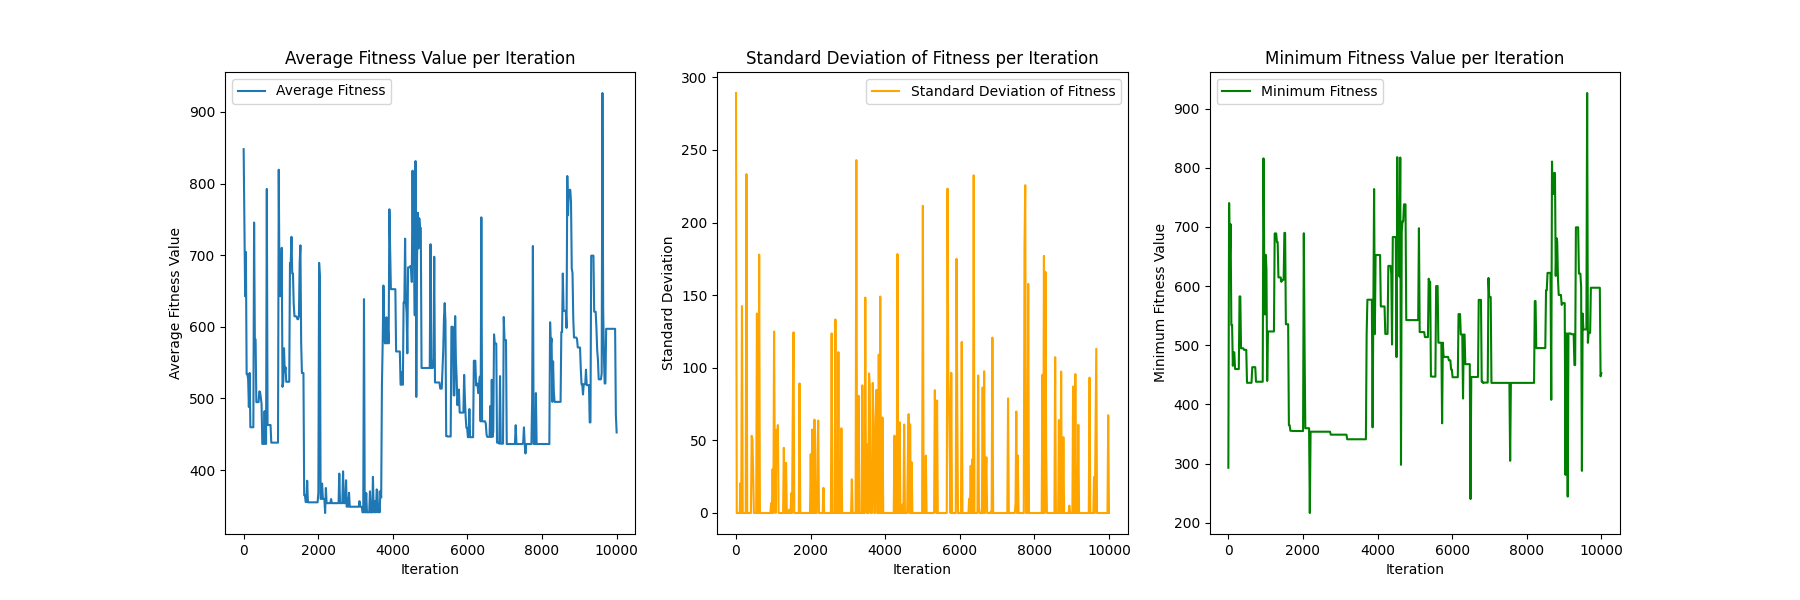 Average Fitness Value per Iteration
Average Fitness
Average Fitness Value
900
800
700
600
500
400
0 2000 4000 6000 8000 10000
Iteration
Standard Deviation of Fitness per Iteration
Standard Deviation of Fitness
Standard Deviation
300
250
200
150
100
50
0
0 2000 4000 6000 8000 10000
Iteration
Minimum Fitness Value per Iteration
Minimum Fitness
Minimum Fitness Value
900
800
700
600
500
400
300
200
0 2000 4000 6000 8000 10000
Iteration